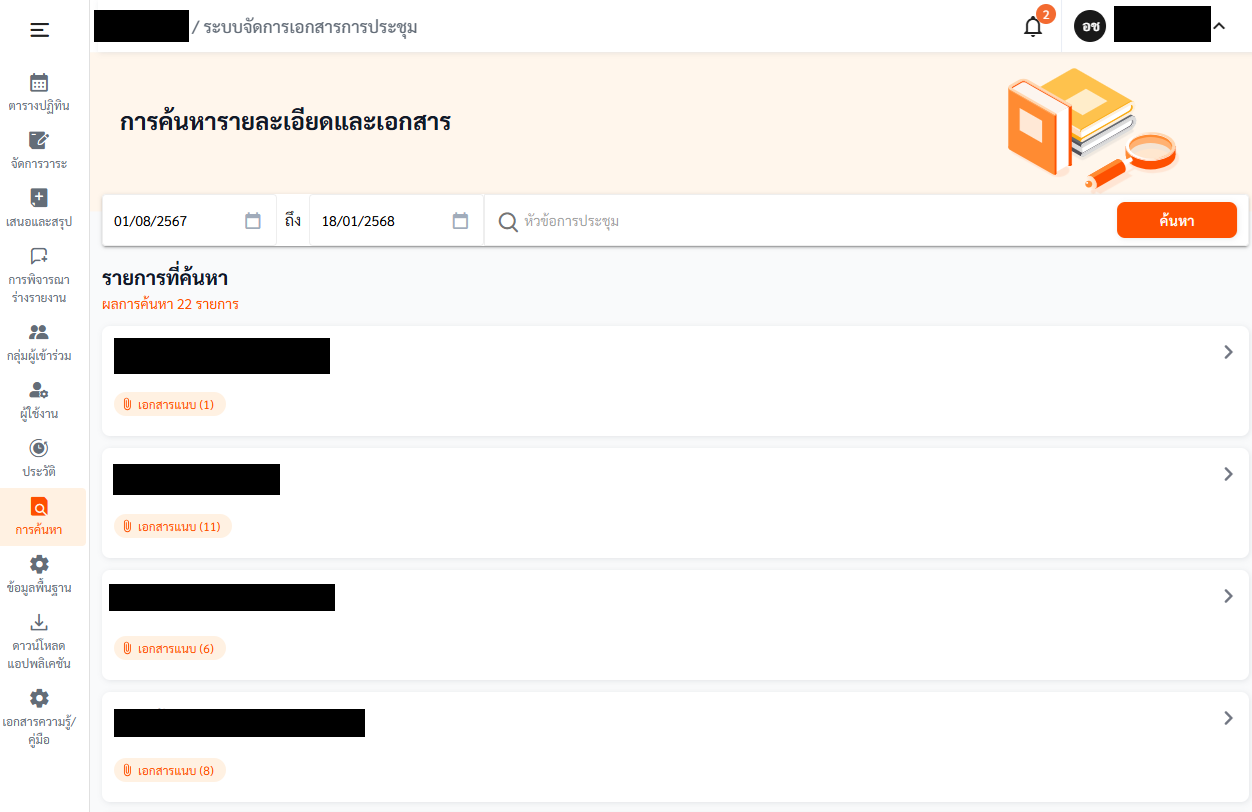 / ระบบจัดการเอกสารการประชุม
2
อช
ตารางปฏิทิน
จัดการวาระ
เสนอและสรุป
การพิจารณา
ร่างรายงาน
กลุ่มผู้เข้าร่วม
ผู้ใช้งาน
ประวัติ
การค้นหา
ข้อมูลพื้นฐาน
ดาวน์โหลด
แอปพลิเคชัน
เอกสารความรู้/
คู่มือ
การค้นหารายละเอียดและเอกสาร
01/08/2567 ถึง 18/01/2568 หัวข้อการประชุม ค้นหา
รายการที่ค้นหา
ผลการค้นหา 22 รายการ
เอกสารแนบ (1)
เอกสารแนบ (11)
เอกสารแนบ (6)
เอกสารแนบ (8)